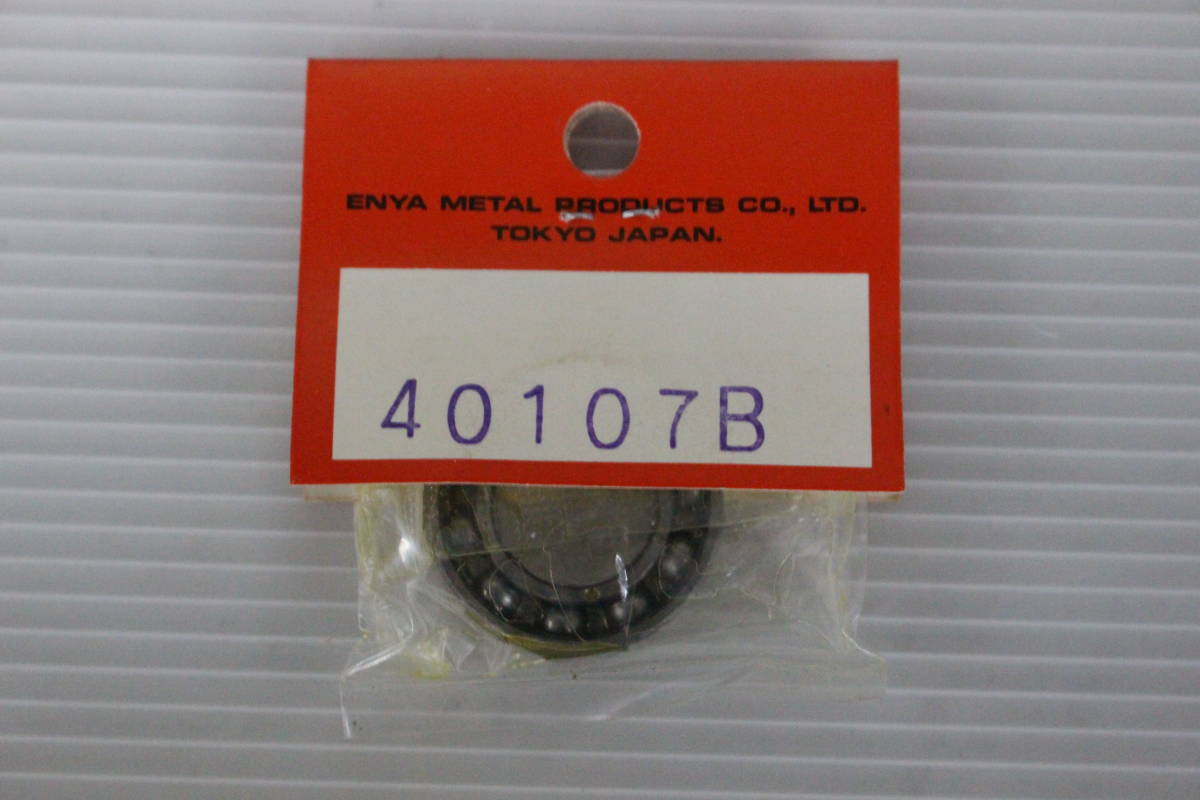 ENYA METAL PRODUCTS CO., LTD.
TOKYO JAPAN.
40107B